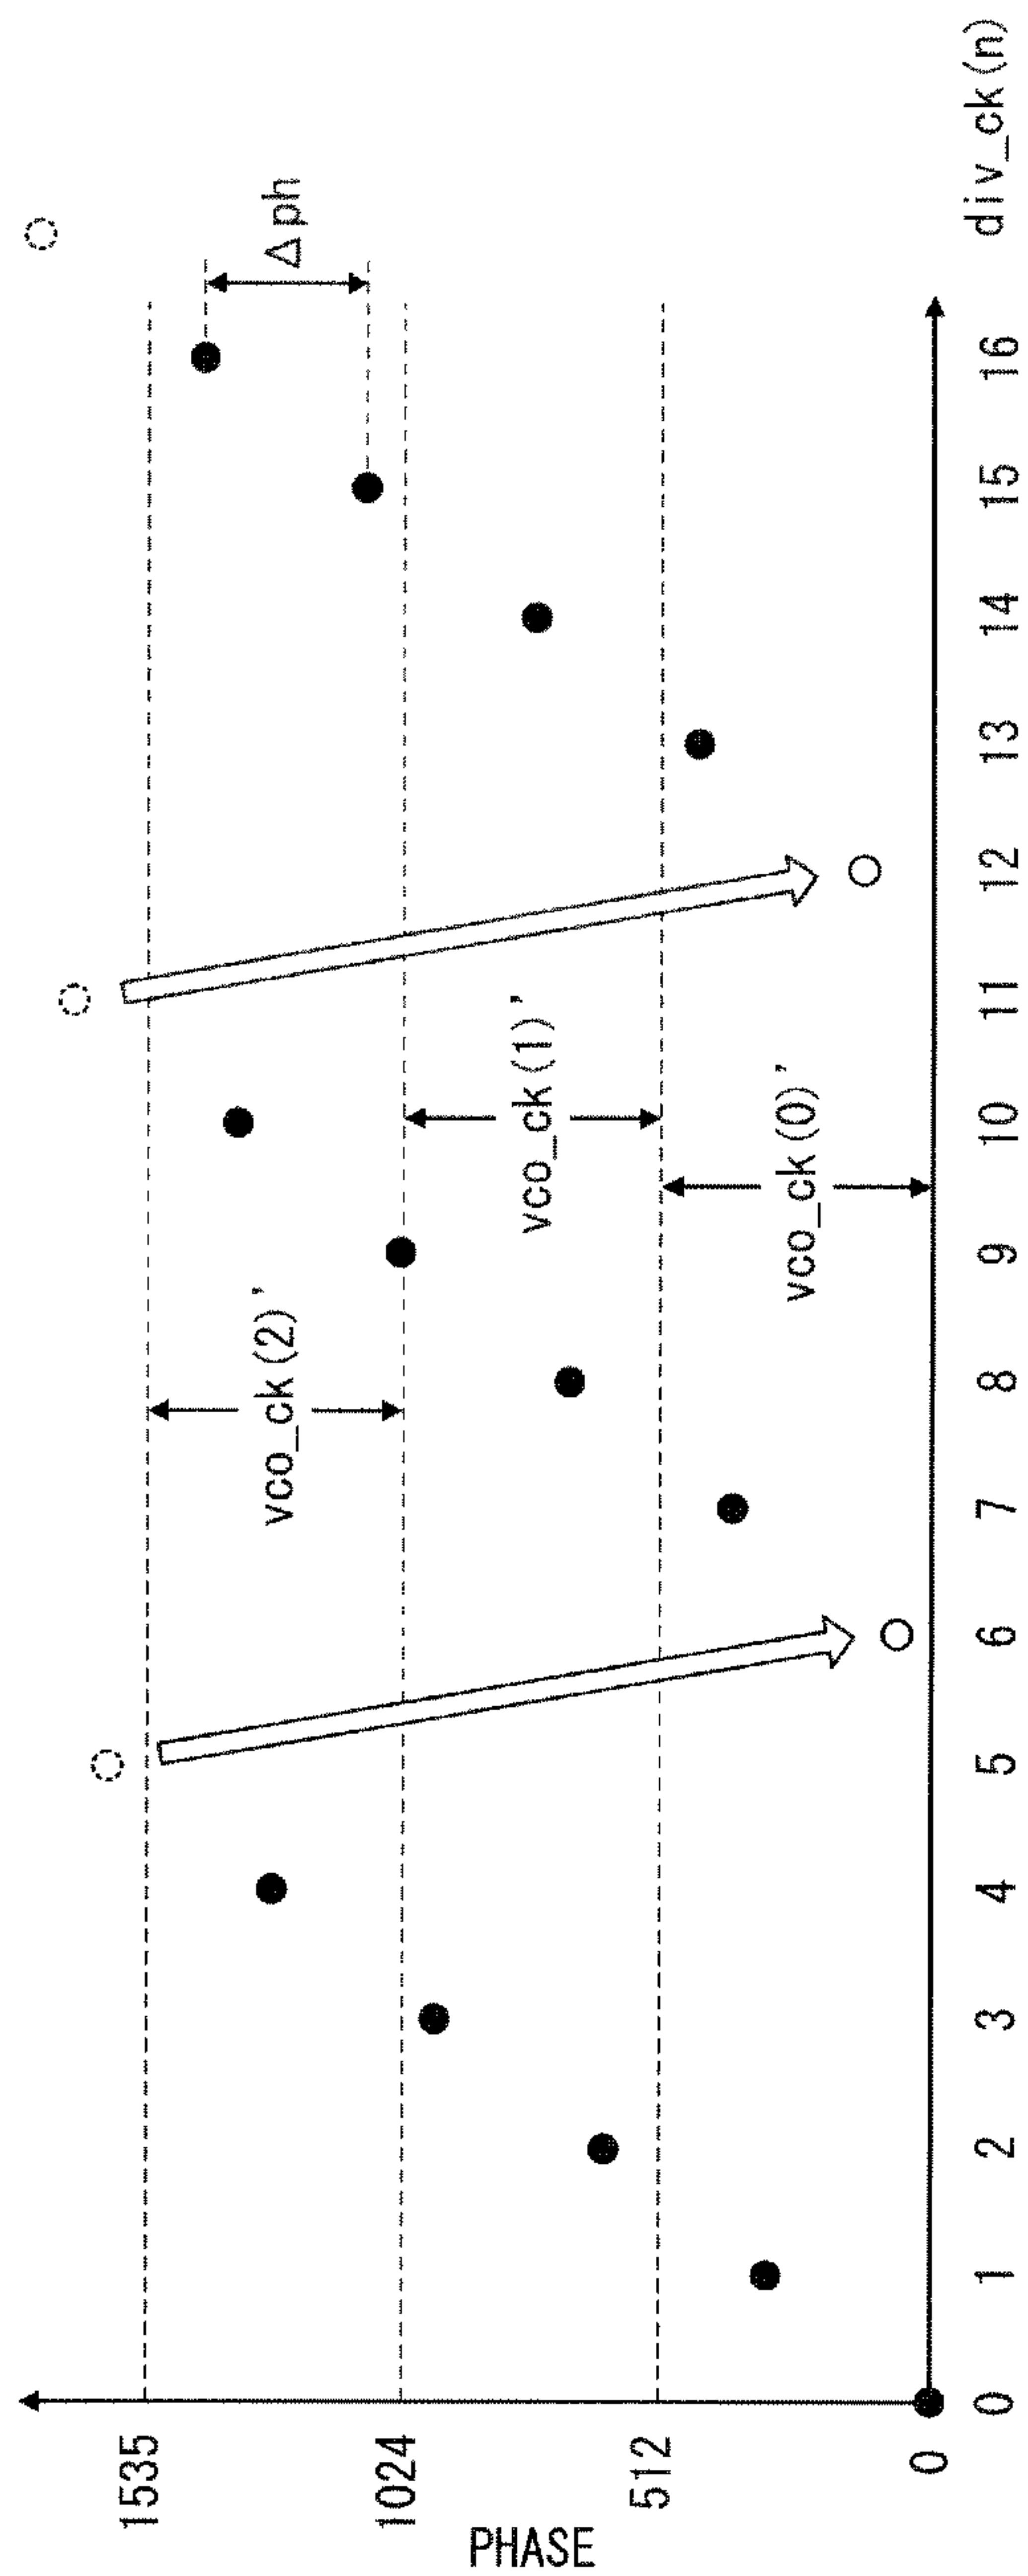 PHASE
1535
1024
512
0
vco_ck(2)'
vco_ck(1)'
vco_ck(0)'
Δph
0 1 2 3 4 5 6 7 8 9 10 11 12 13 14 15 16
div_ck(n)